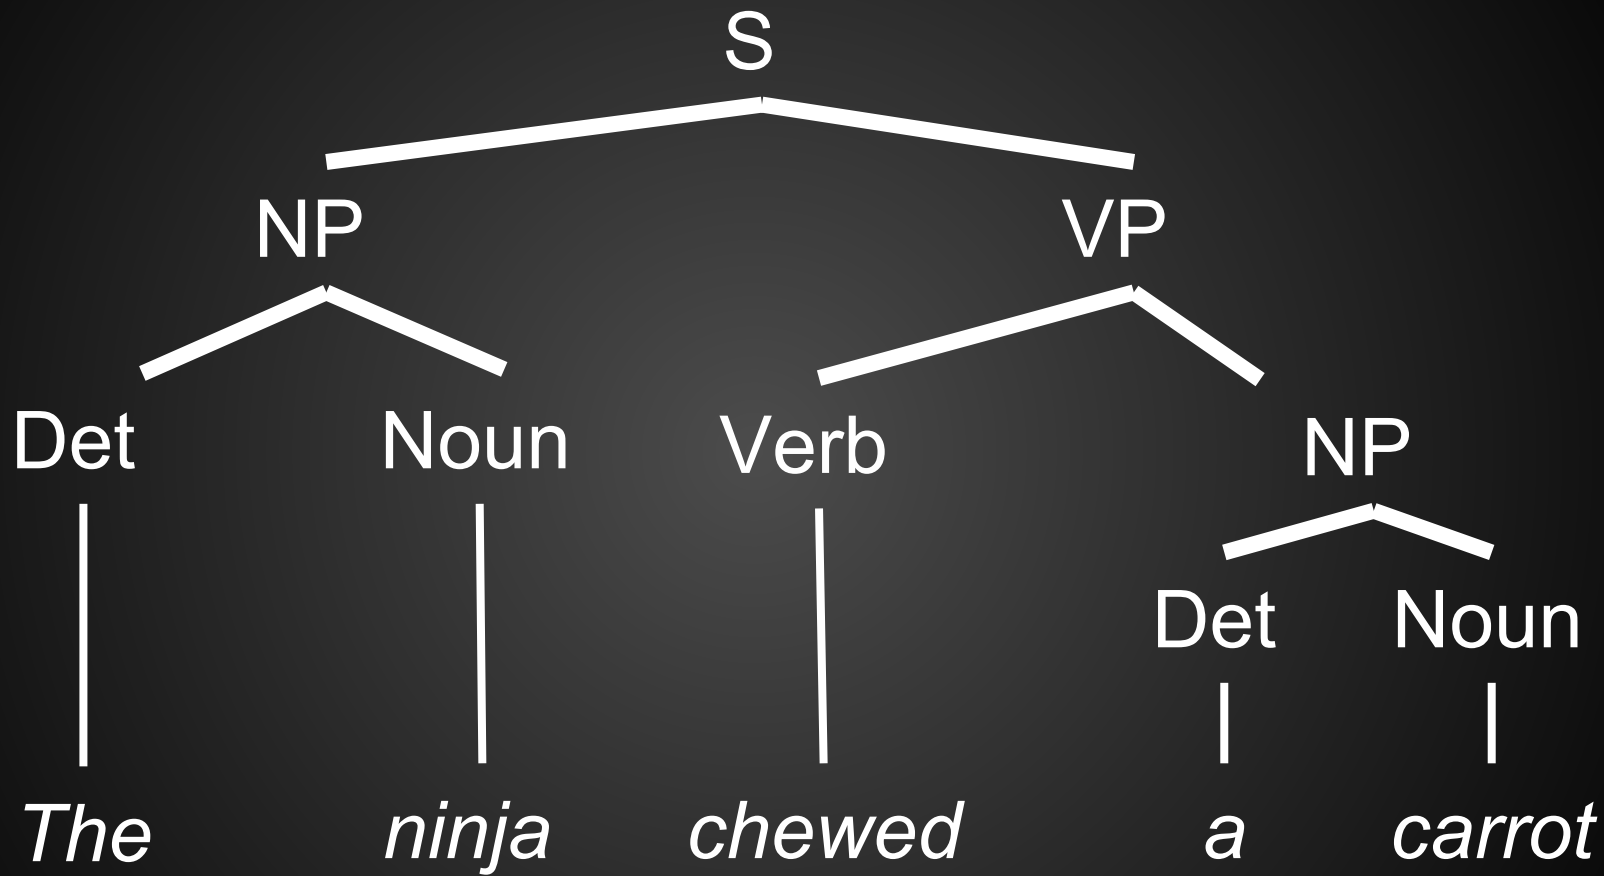 S
NP VP
Det Noun Verb NP
Det Noun
The ninja chewed a carrot